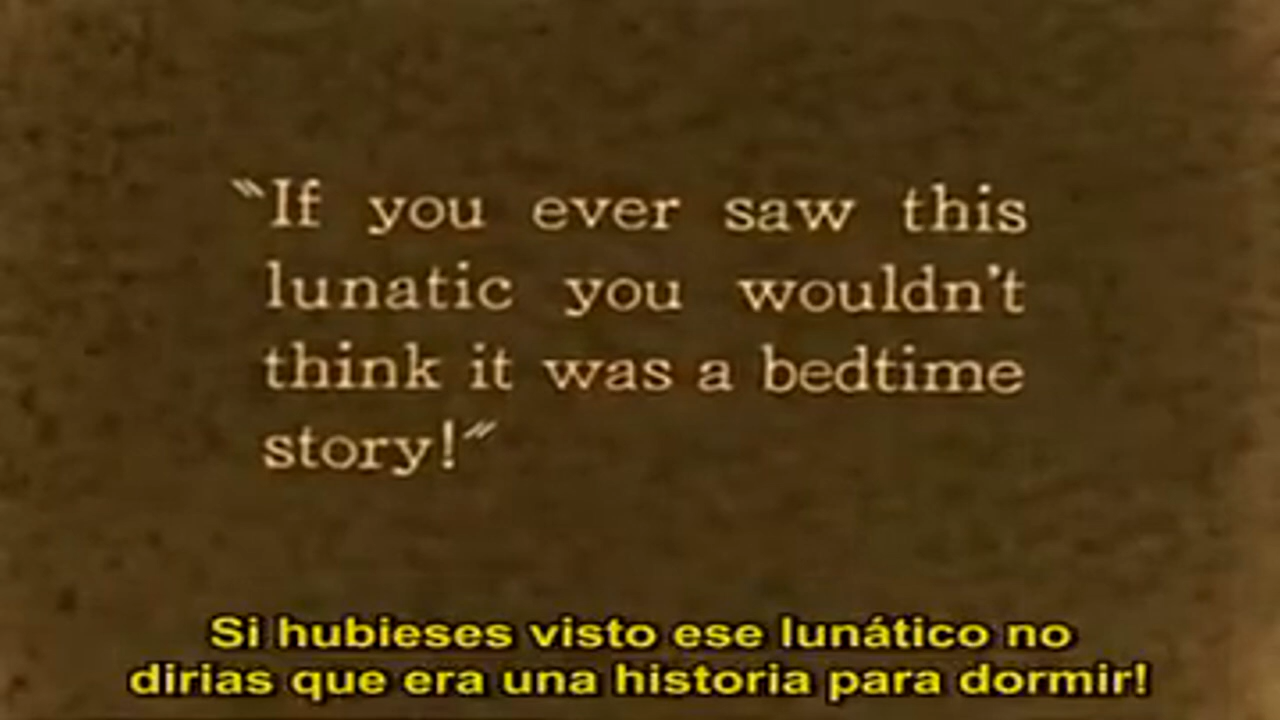 "If you ever saw this
lunatic you wouldn't
think it was a bedtime
story!"
Si hubieses visto ese lunático no
dirias que era una historia para dormir!